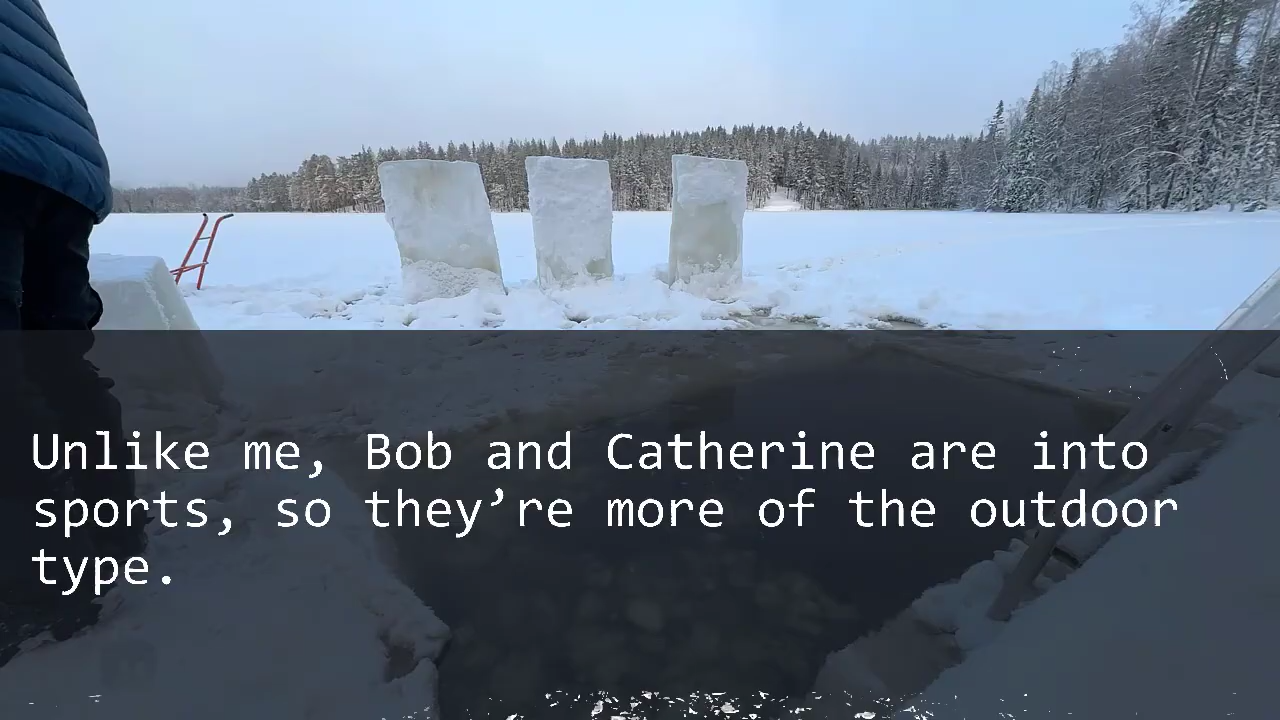 Unlike me, Bob and Catherine are into
sports, so they’re more of the outdoor
type.